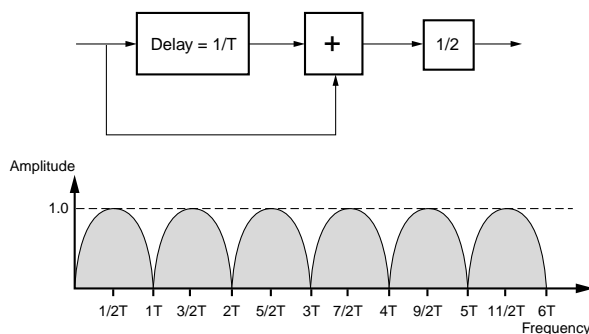 Delay = 1/T
+
1/2
Amplitude
1.0
1/2T 1T 3/2T 2T 5/2T 3T 7/2T 4T 9/2T 5T 11/2T 6T
Frequency